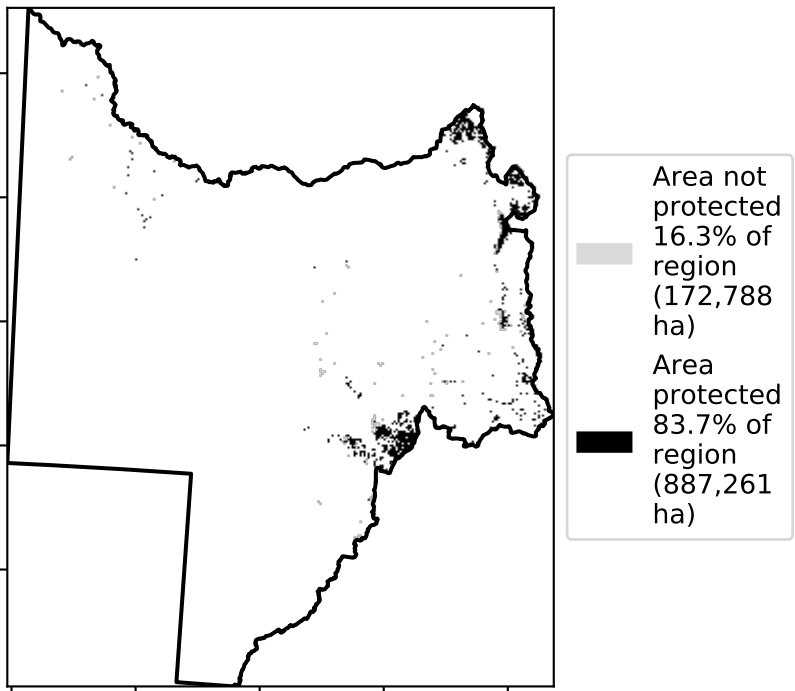 Area not
protected
16.3% of
region
(172,788
ha)
Area
protected
83.7% of
region
(887,261
ha)